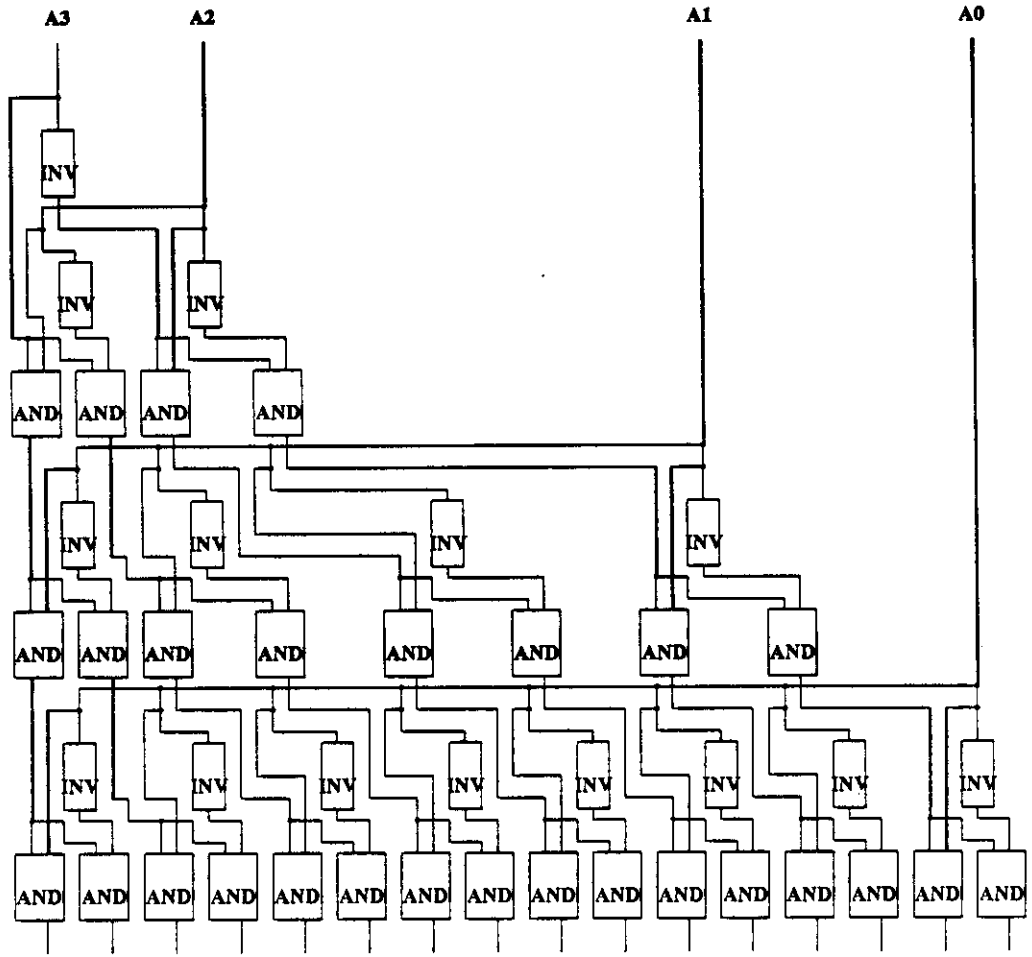 A3 A2 A1 A0
INV
INV INV
AND AND AND AND
INV INV INV INV
AND AND AND AND AND AND AND AND
INV INV INV INV INV INV INV INV
AND AND AND AND AND AND AND AND AND AND AND AND AND AND AND AND